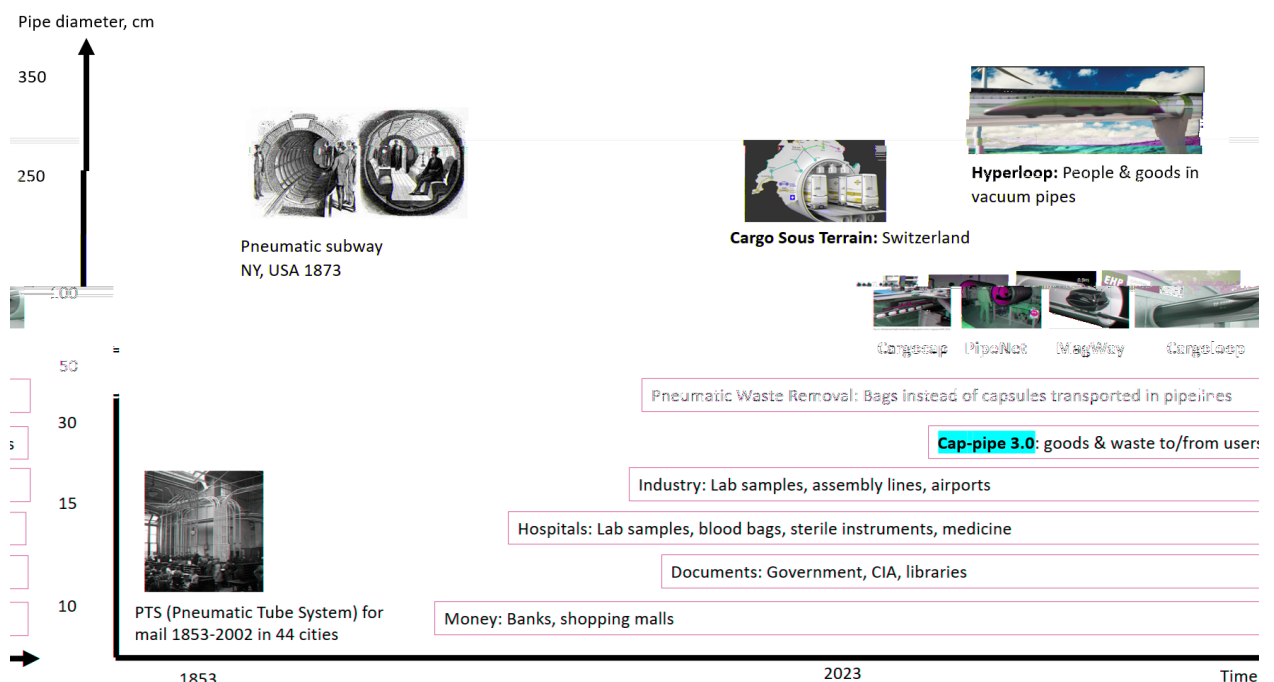 Pipe diameter, cm
350
250
Pneumatic subway
NY, USA 1873
Cargo Sous Terrain: Switzerland
Hyperloop: People & goods in
vacuum pipes
EHP
100
Cargocap PipeNet MagWay Cargoloop
50
Pneumatic Waste Removal: Bags instead of capsules transported in pipelines
30
s
Cap-pipe 3.0: goods & waste to/from users
Industry: Lab samples, assembly lines, airports
15
Hospitals: Lab samples, blood bags, sterile instruments, medicine
Documents: Government, CIA, libraries
10
Money: Banks, shopping malls
PTS (Pneumatic Tube System) for
mail 1853-2002 in 44 cities
1853
2023
Time